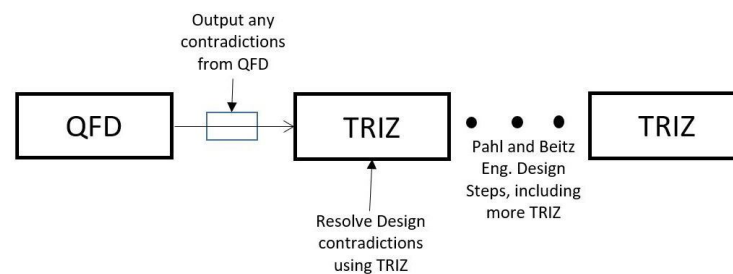 Output any
contradictions
from QFD
QFD
TRIZ
TRIZ
Pahl and Beitz
Eng. Design
Steps, including
more TRIZ
Resolve Design
contradictions
using TRIZ